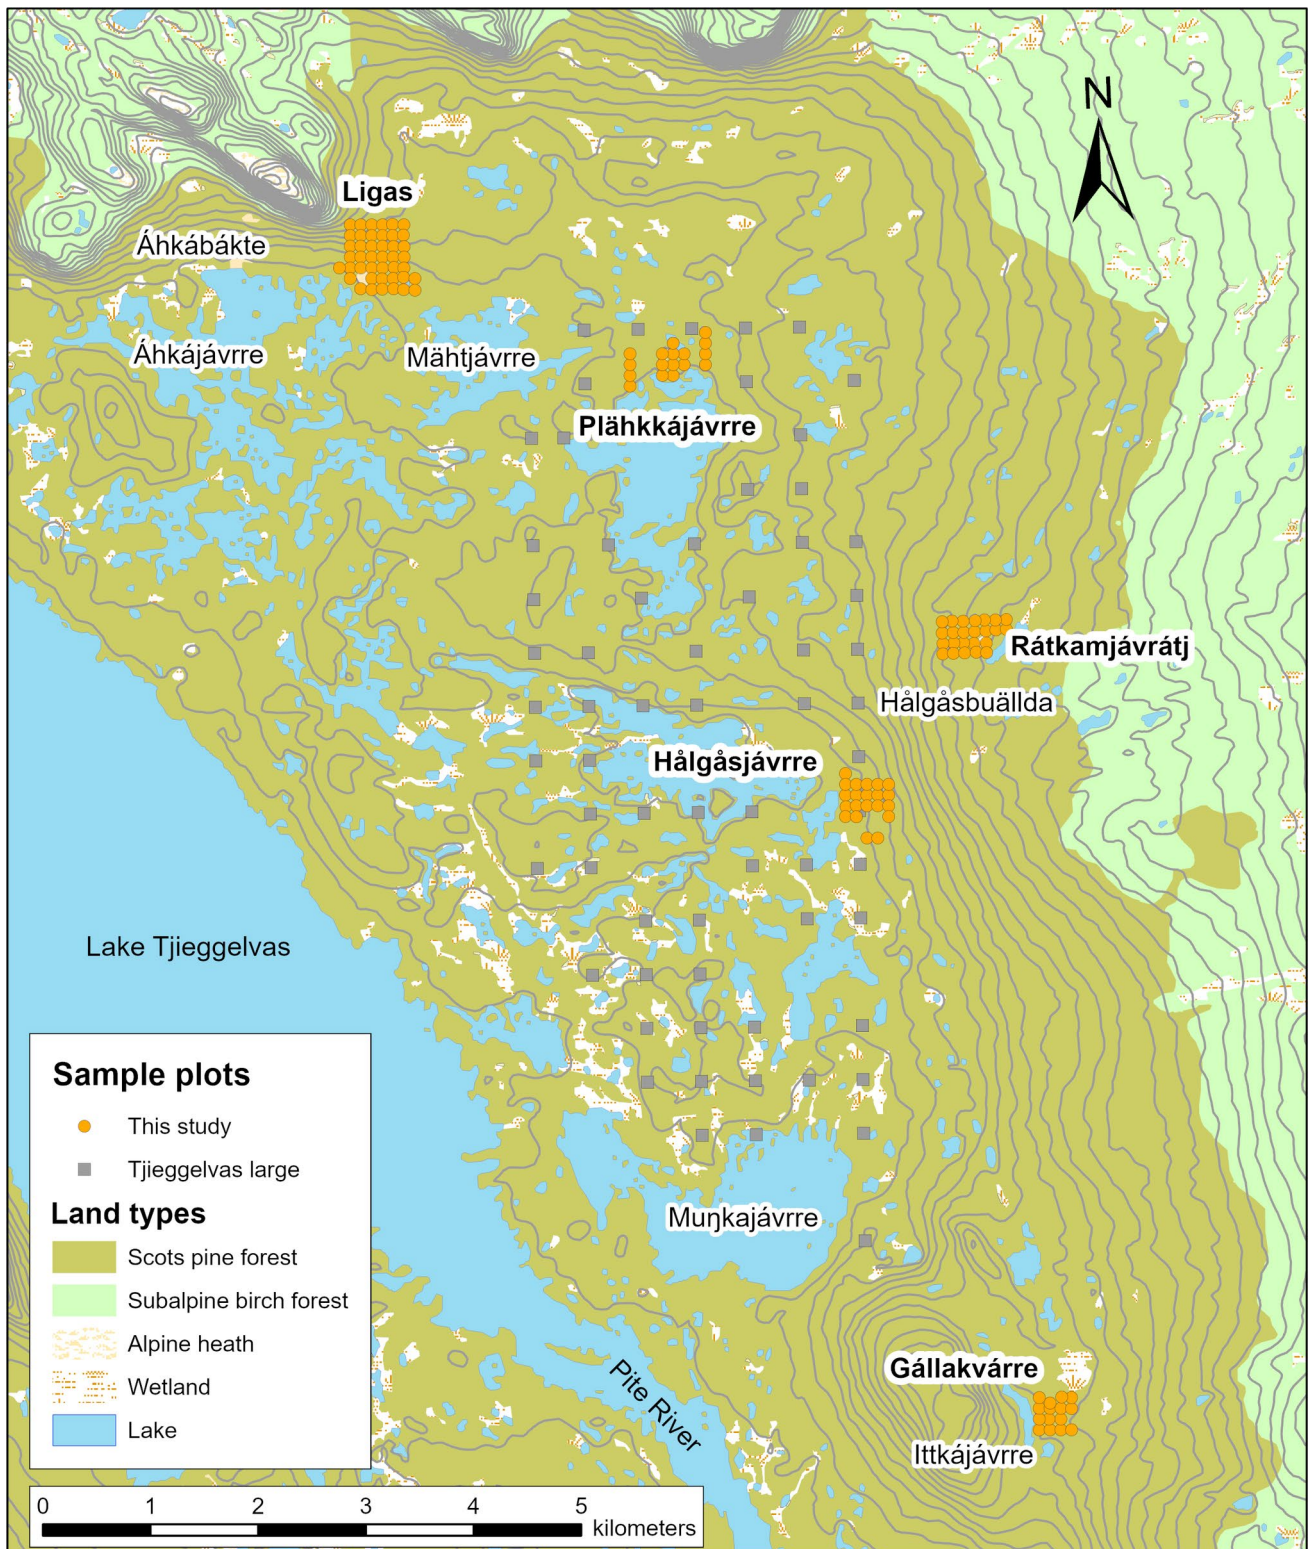 N
Ligas
Áhkábákte
Áhkájávrre
Mähtjávrre
Plähkkájávrre
Rátkamjávrátj
Hålgåsbuällda
Hålgåsjávrre
Lake Tjieggelvas
Muŋkajávrre
Gállakvárre
Ittkájávrre
Pite River
Sample plots
This study
Tjieggelvas large
Land types
Scots pine forest
Subalpine birch forest
Alpine heath
Wetland
Lake
0 1 2 3 4 5
kilometers